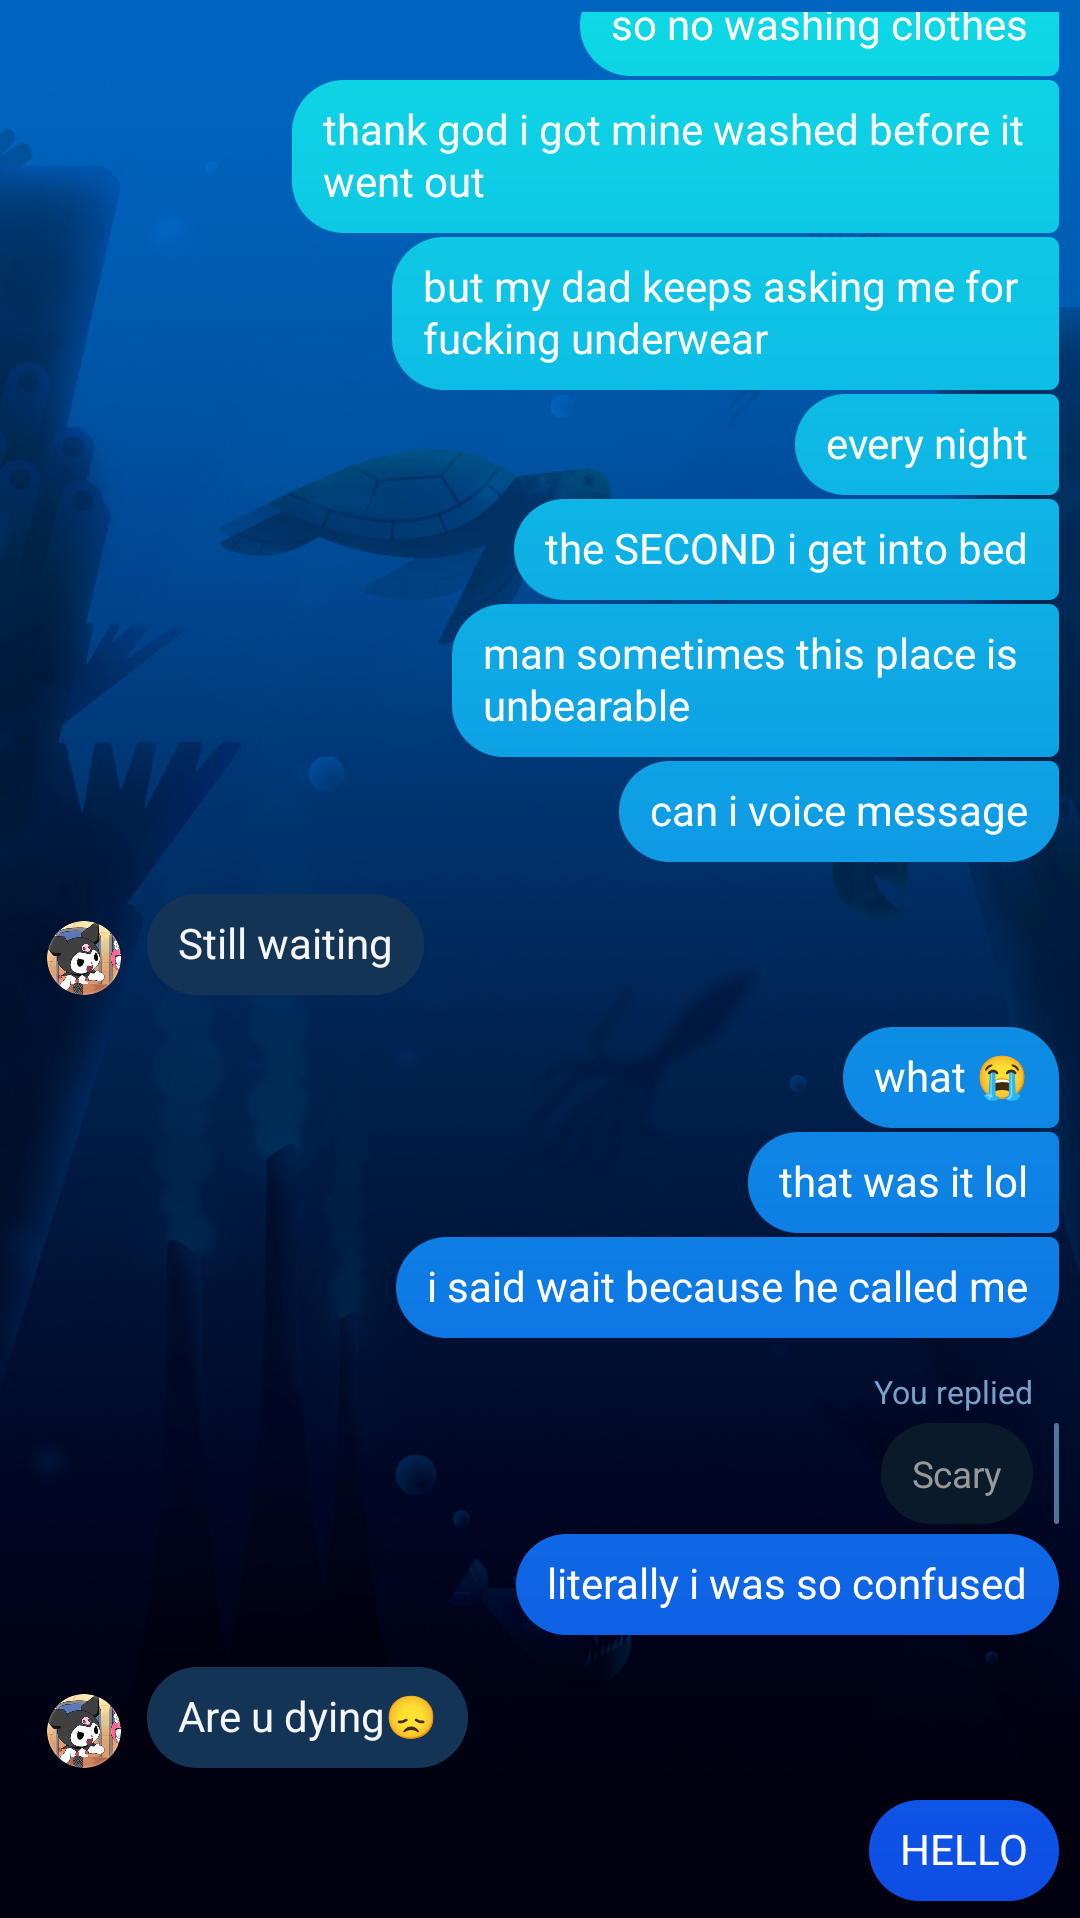 so no washing clothes
thank god i got mine washed before it
went out
but my dad keeps asking me for
fucking underwear
every night
the SECOND i get into bed
man sometimes this place is
unbearable
can i voice message
Still waiting
what 😭
that was it lol
i said wait because he called me
You replied
Scary
literally i was so confused
Are u dying😞
HELLO